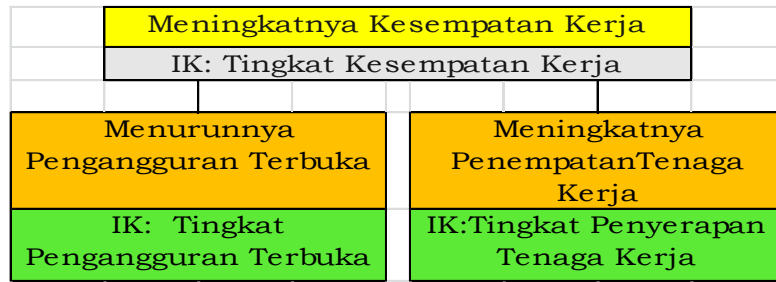 Meningkatnya Kesempatan Kerja
IK: Tingkat Kesempatan Kerja
Menurunnya
Pengangguran Terbuka
IK: Tingkat
Pengangguran Terbuka
Meningkatnya
PenempatanTenaga
Kerja
IK:Tingkat Penyerapan
Tenaga Kerja